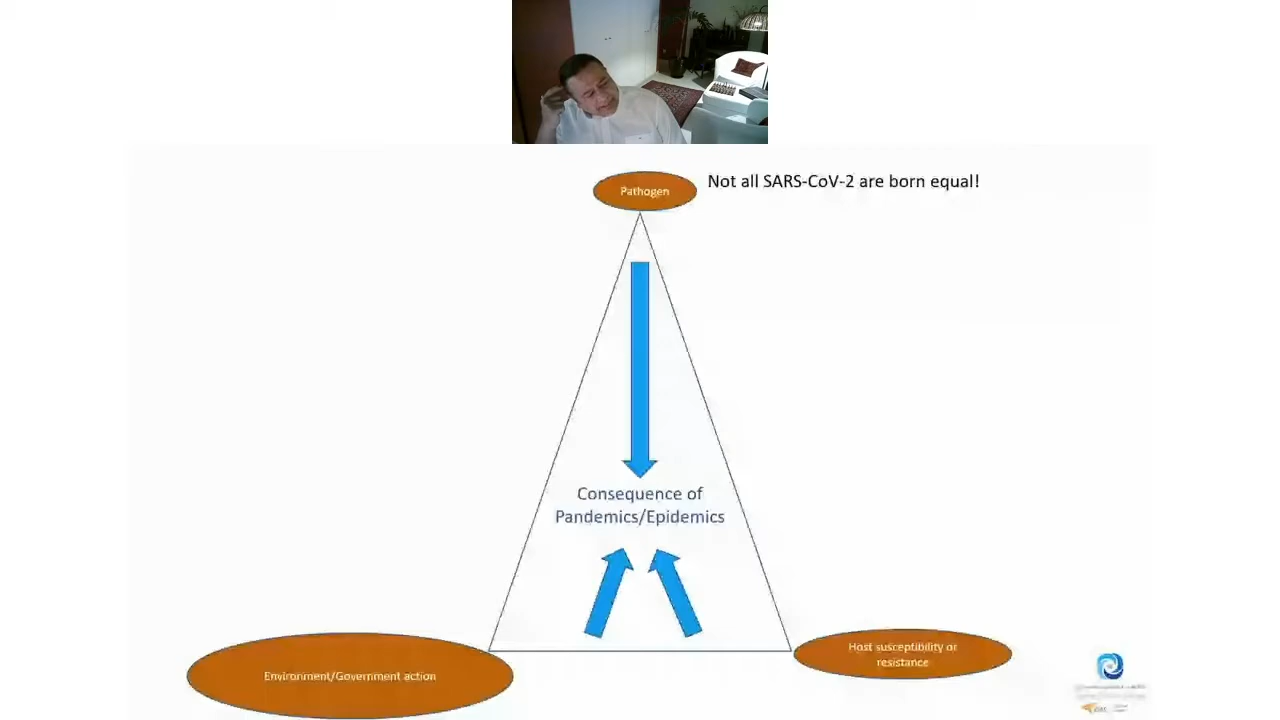 Pathogen
Not all SARS-CoV-2 are born equal!
Consequence of
Pandemics/Epidemics
Environment/Government action
Host susceptibility or
resistance